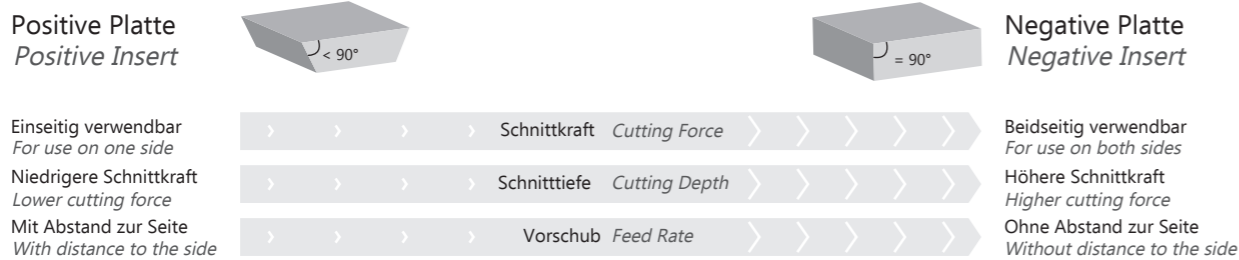 Positive Platte
Positive Insert
< 90°
= 90°
Negative Platte
Negative Insert
Einseitig verwendbar
For use on one side
Schnittkraft Cutting Force
Beidseitig verwendbar
For use on both sides
Niedrigere Schnittkraft
Lower cutting force
Schnitttiefe Cutting Depth
Höhere Schnittkraft
Higher cutting force
Mit Abstand zur Seite
With distance to the side
Vorschub Feed Rate
Ohne Abstand zur Seite
Without distance to the side